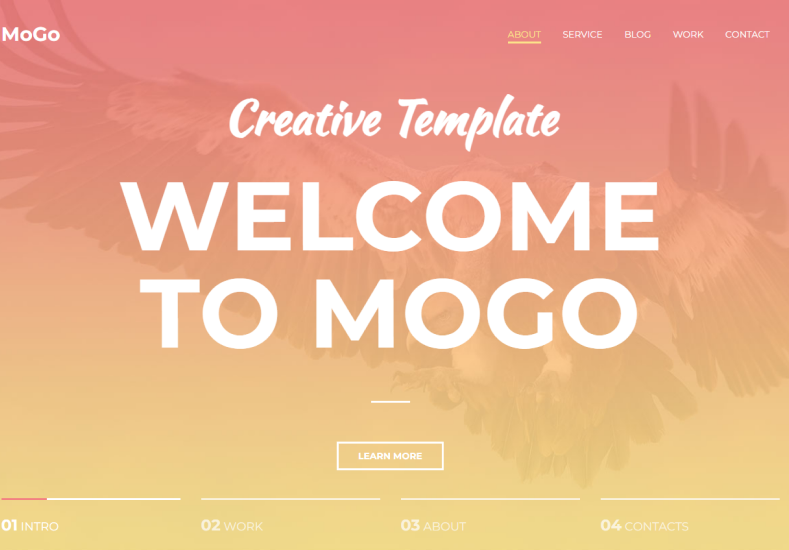 MoGo
ABOUT SERVICE BLOG WORK CONTACT
Creative Template
WELCOME
TO MOGO
LEARN MORE
01 INTRO 02 WORK 03 ABOUT 04 CONTACTS